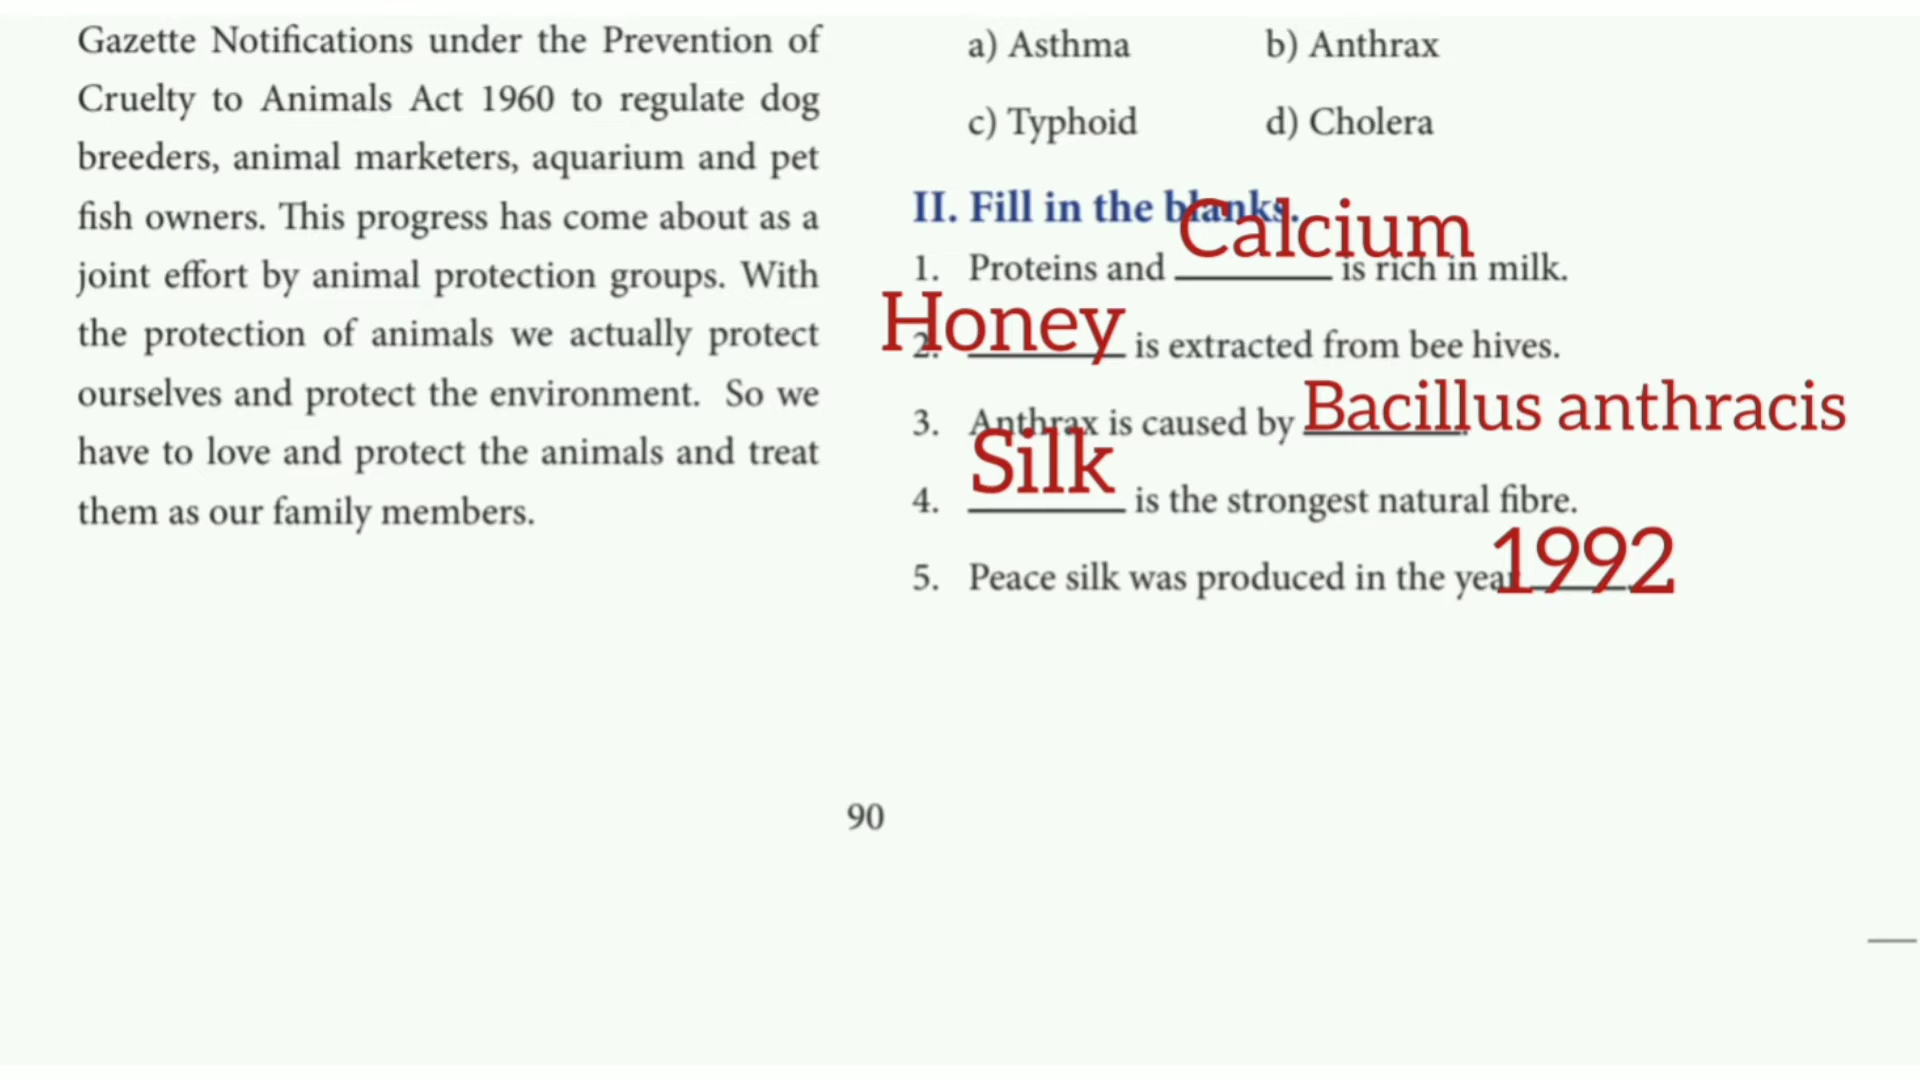 Gazette Notifications under the Prevention of
Cruelty to Animals Act 1960 to regulate dog
breeders, animal marketers, aquarium and pet
fish owners. This progress has come about as a
joint effort by animal protection groups. With
the protection of animals we actually protect
ourselves and protect the environment. So we
have to love and protect the animals and treat
them as our family members.
a) Asthma b) Anthrax
c) Typhoid d) Cholera
II. Fill in the blanks.
Calcium
1. Proteins and ________ is rich in milk.
Honey
2. ________ is extracted from bee hives.
Bacillus anthracis
3. Anthrax is caused by ________.
Silk
4. ________ is the strongest natural fibre.
1992
5. Peace silk was produced in the year ________.
90